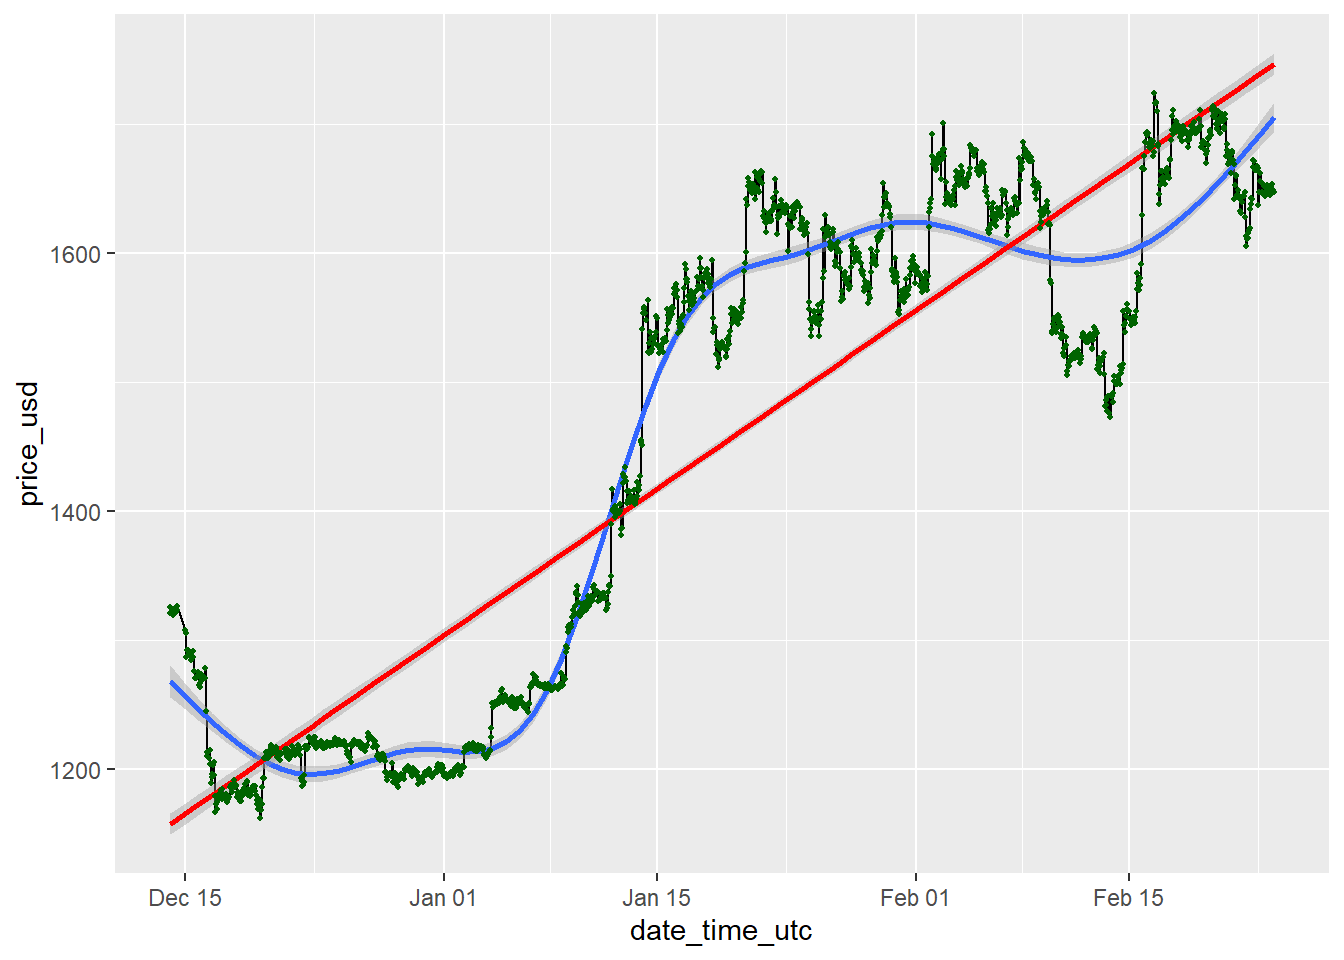 price_usd
1600
1400
1200
Dec 15
Jan 01
Jan 15
Feb 01
Feb 15
date_time_utc